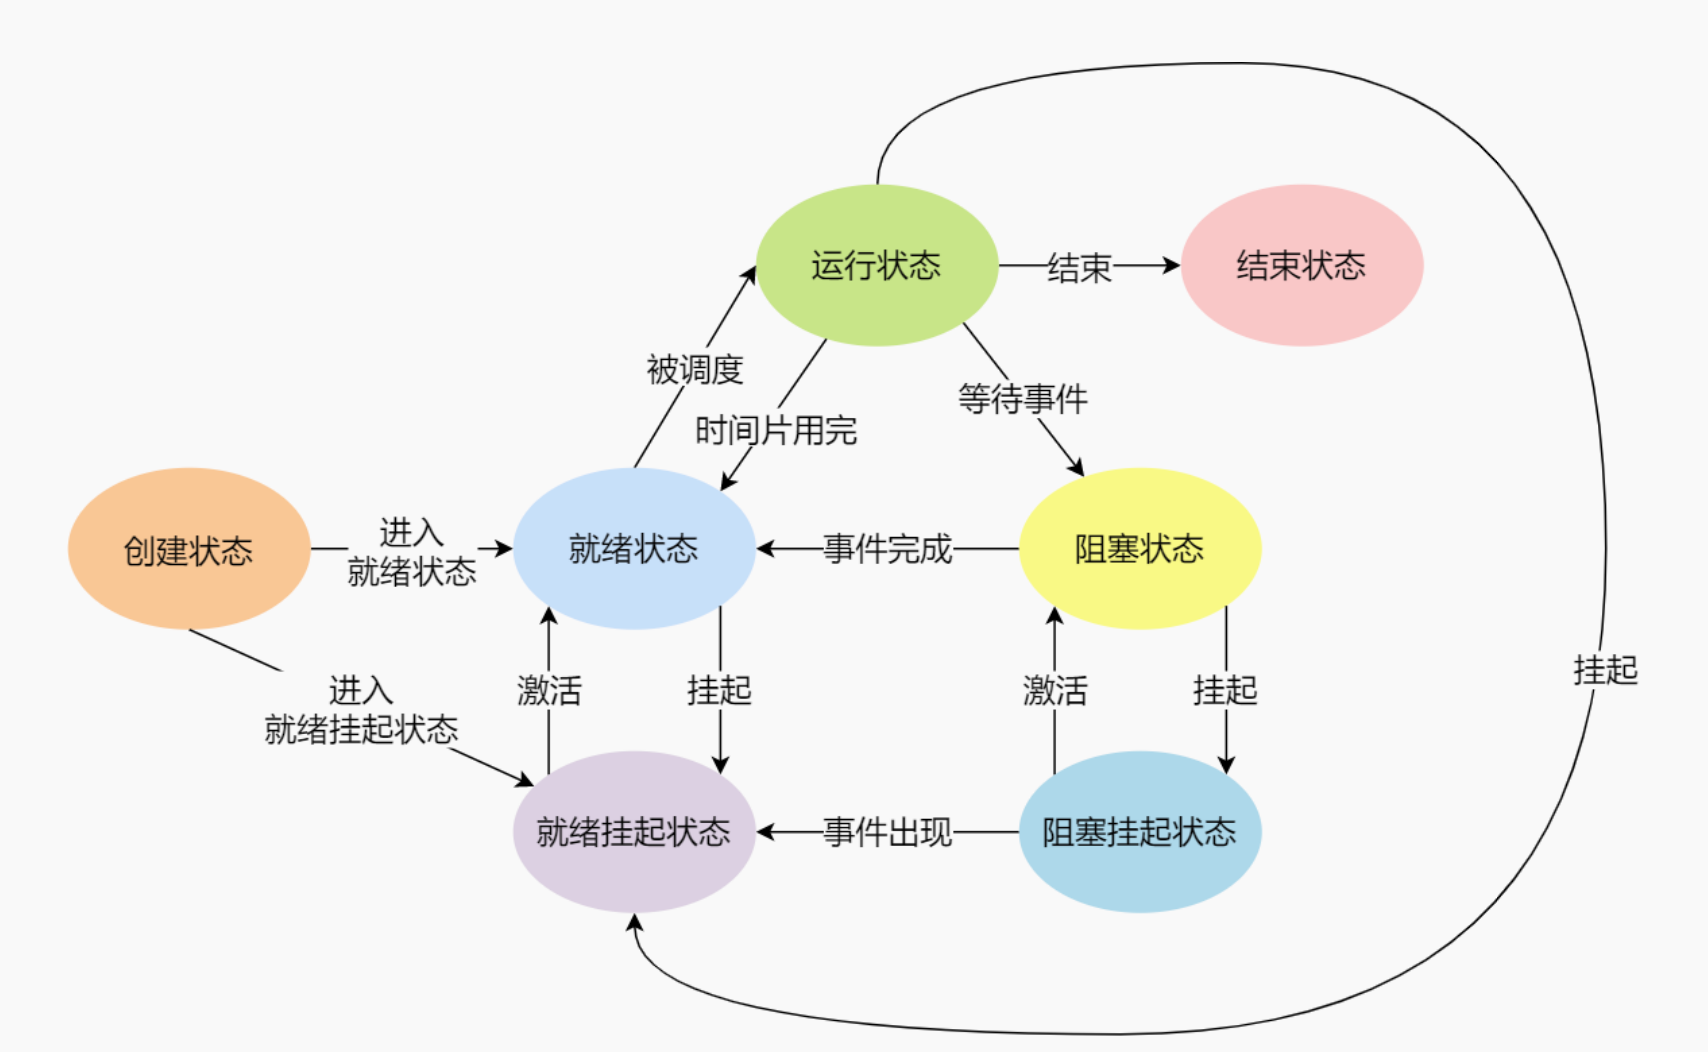 运行状态
结束
结束状态
被调度
时间片用完
等待事件
创建状态
进入
就绪状态
就绪状态
事件完成
阻塞状态
进入
就绪挂起状态
激活
挂起
激活
挂起
挂起
就绪挂起状态
事件出现
阻塞挂起状态